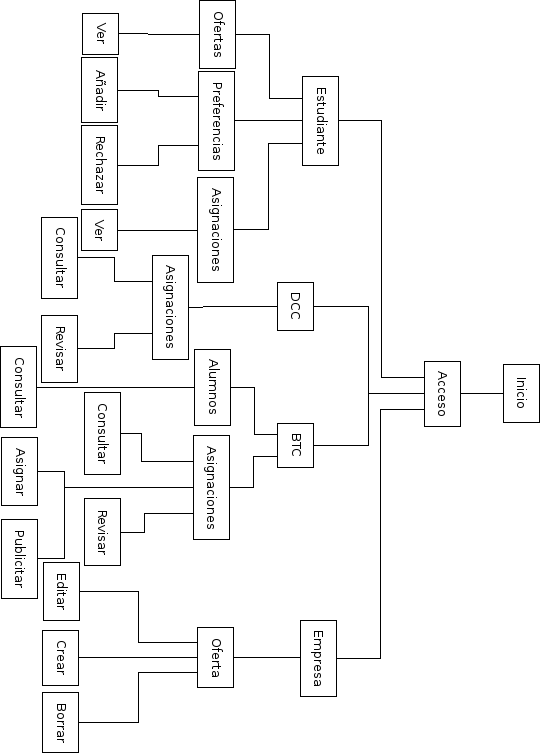 Inicio
Acceso
Estudiante
DCC
BTC
Empresa
Ofertas
Preferencias
Asignaciones
Asignaciones
Alumnos
Asignaciones
Oferta
Ver
Añadir
Rechazar
Ver
Consultar
Revisar
Consultar
Consultar
Revisar
Asignar
Publicitar
Editar
Crear
Borrar